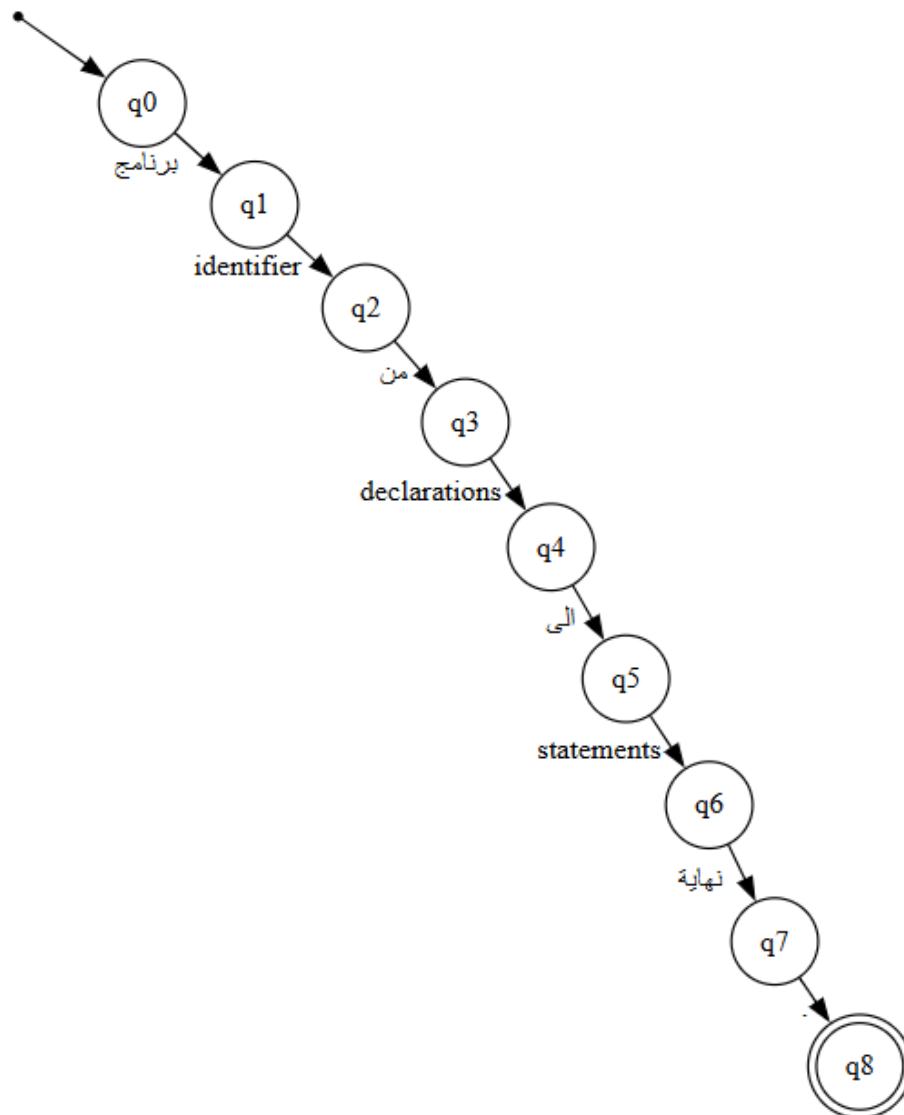 q0
برنامج
q1
identifier
q2
من
q3
declarations
q4
الى
q5
statements
q6
نهاية
q7
.
q8